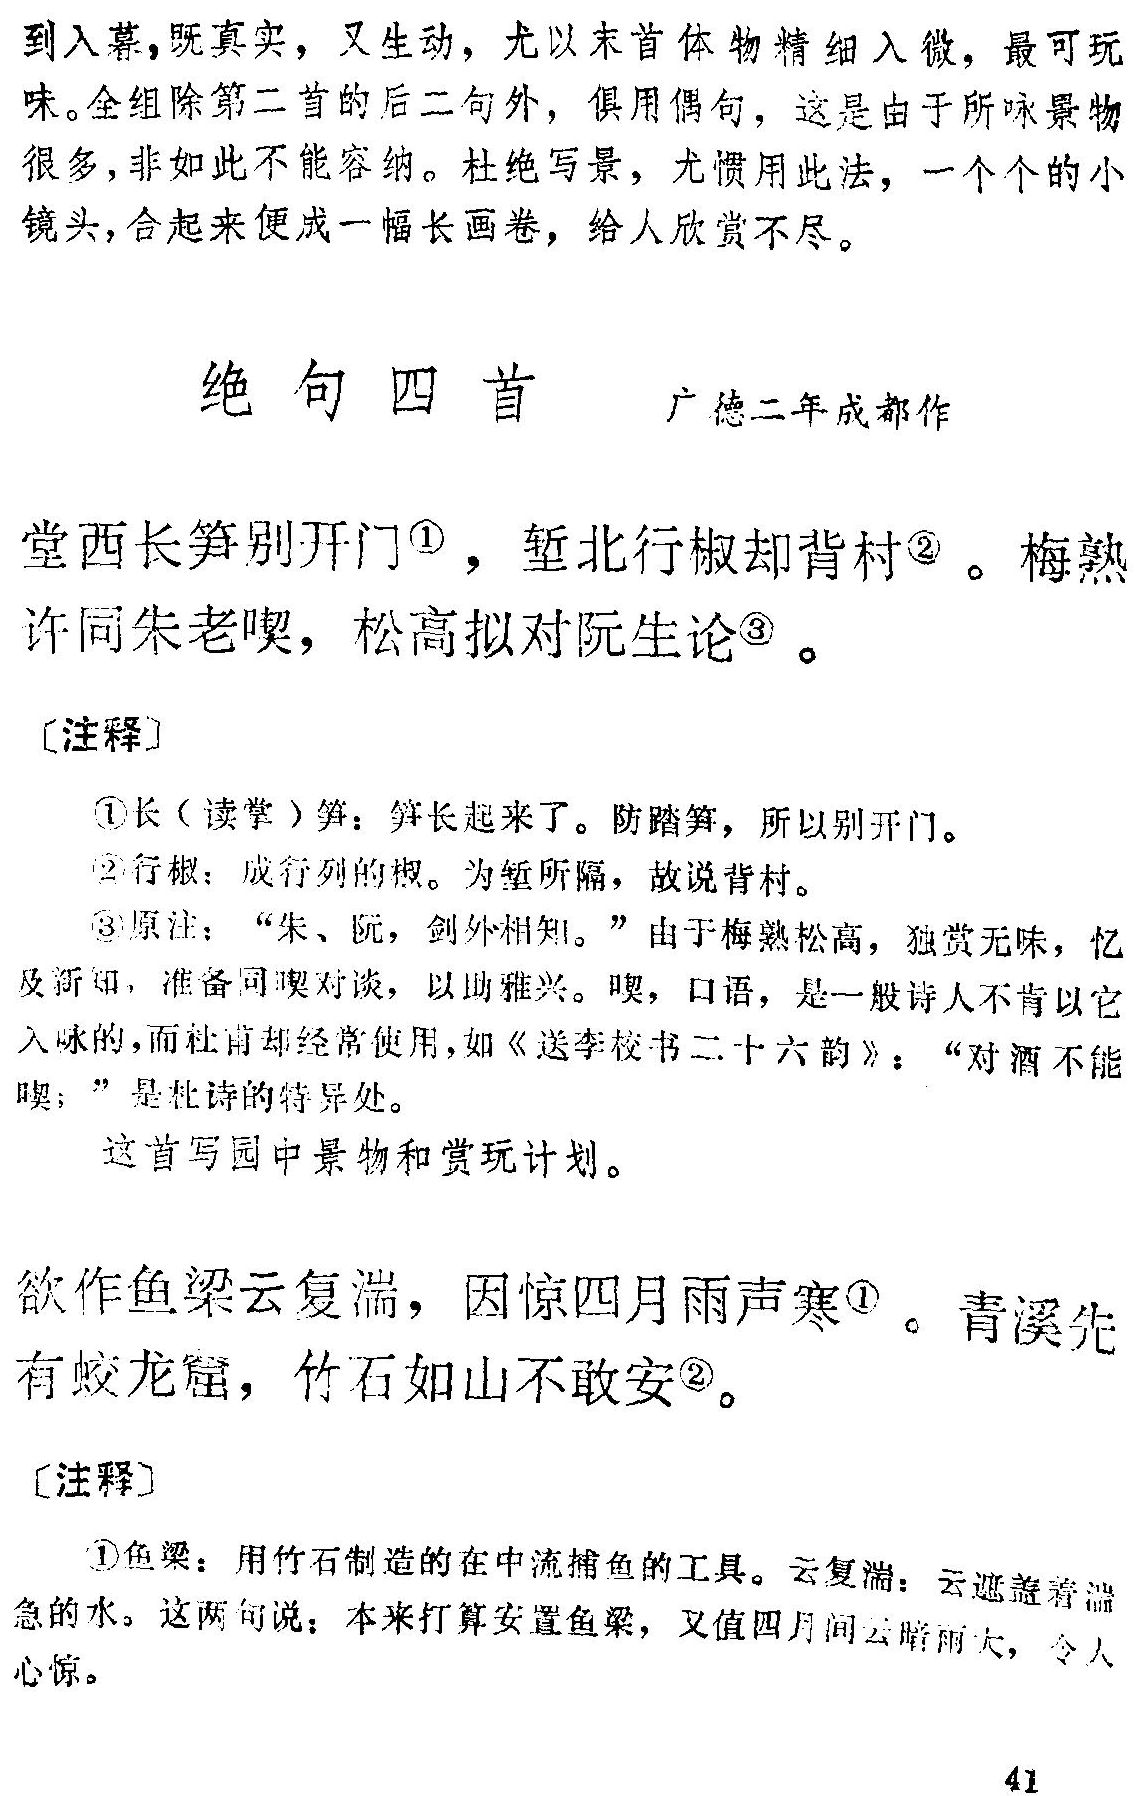 到入暮，既真实，又生动，尤以末首体物精细入微，最可玩
味。全组除第二首的后二句外，俱用偶句，这是由于所咏景物
很多，非如此不能容纳。杜绝写景，尤惯用此法，一个个的小
镜头，合起来便成一幅长画卷，给人欣赏不尽。
绝句四首 广德二年成都作
堂西长笋别开门①，堑北行椒却背村②。梅熟
许同朱老喫，松高拟对阮生论③。
〔注释〕
①长（读掌）笋：笋长起来了。防踏笋，所以别开门。
②行椒：成行列的椒。为堑所隔，故说背村。
③原注：“朱、阮，剑外相知。”由于梅熟松高，独赏无味，忆
及新知，准备同喫对谈，以助雅兴。喫，口语，是一般诗人不肯以它
入咏的，而杜甫却经常使用，如《送李校书二十六韵》：“对酒不能
喫；”是杜诗的特异处。
这首写园中景物和赏玩计划。
欲作鱼梁云复湍，因惊四月雨声寒①。青溪先
有蛟龙窟，竹石如山不敢安②。
〔注释〕
①鱼梁：用竹石制造的在中流捕鱼的工具。云复湍：云遮盖着湍
急的水。这两句说：本来打算安置鱼梁，又值四月间云暗雨大，令人
心惊。
41